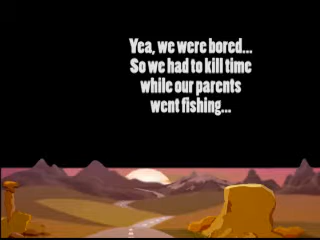 Yea, we were bored...
So we had to kill time
while our parents
went fishing...